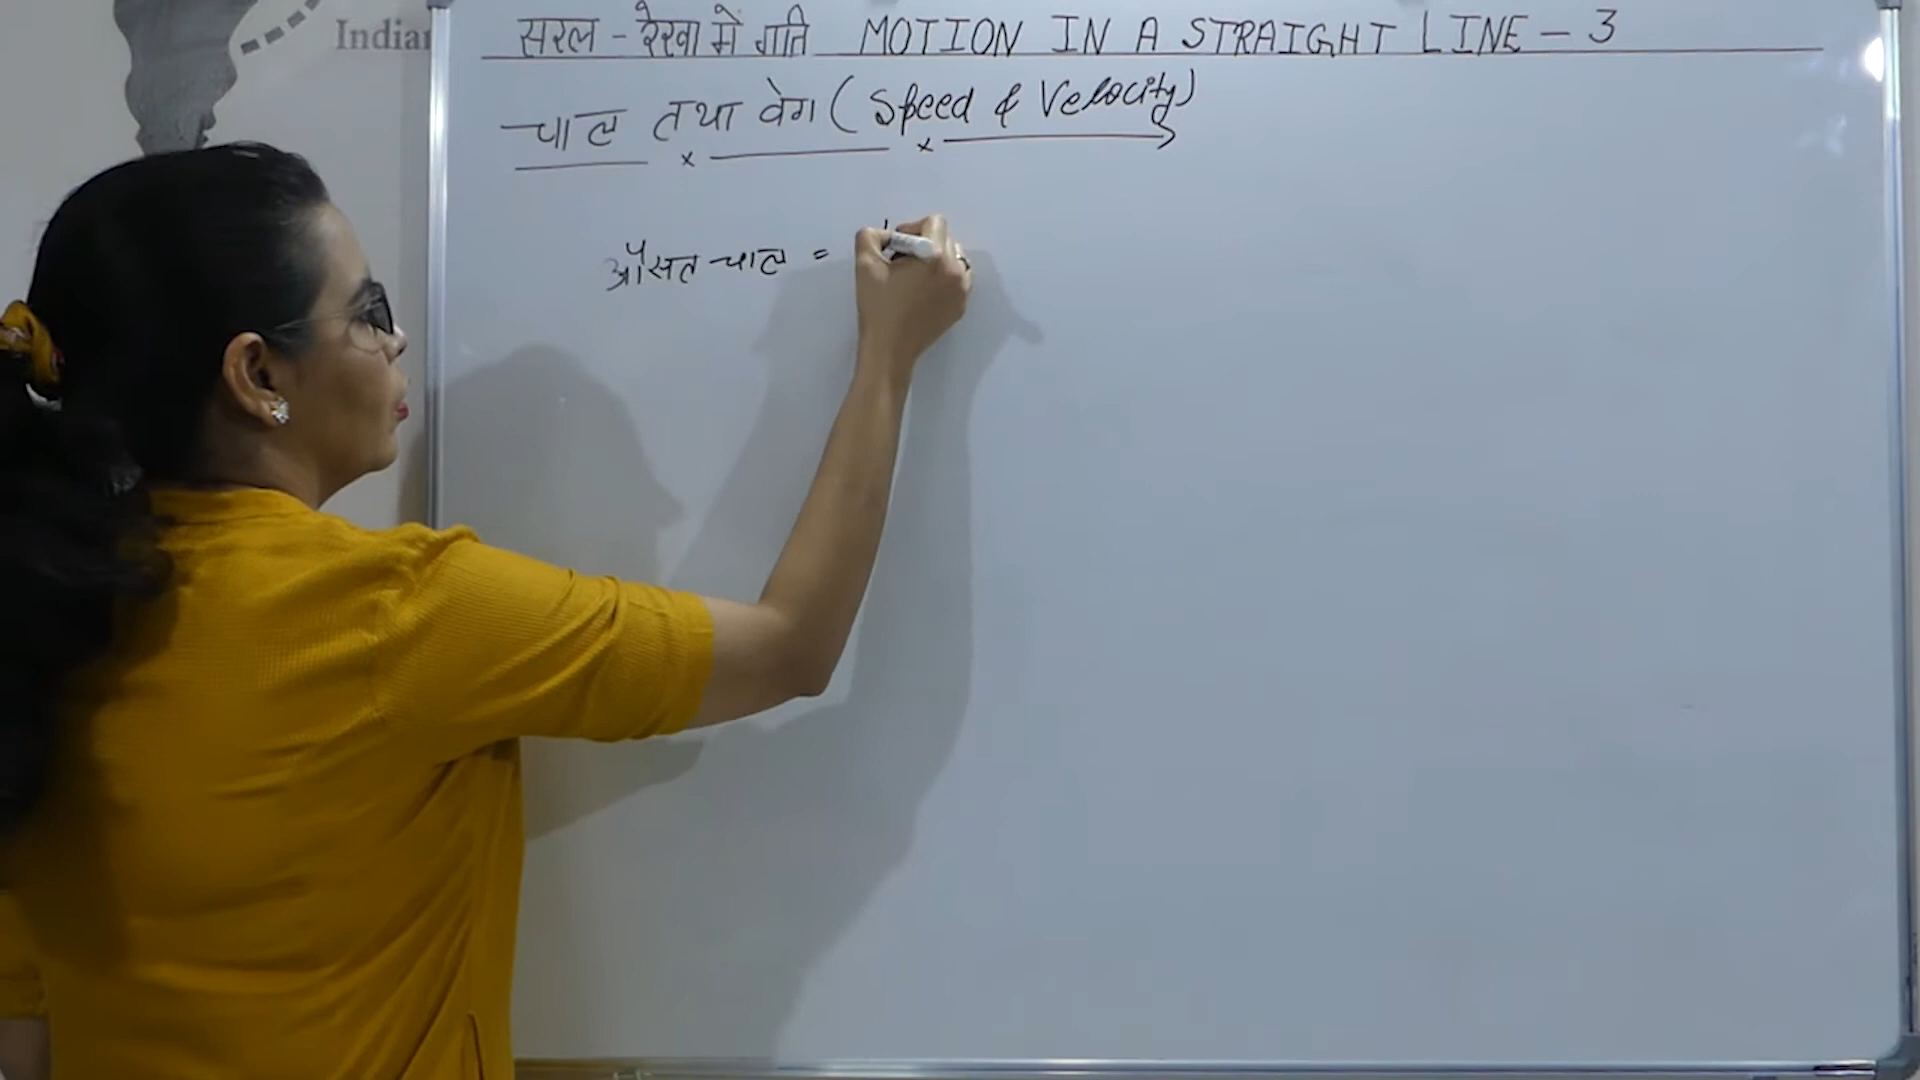 Indian
सरल - रेखा में गति MOTION IN A STRAIGHT LINE - 3
चाल तथा वेग (Speed & Velocity)
औसत चाल =